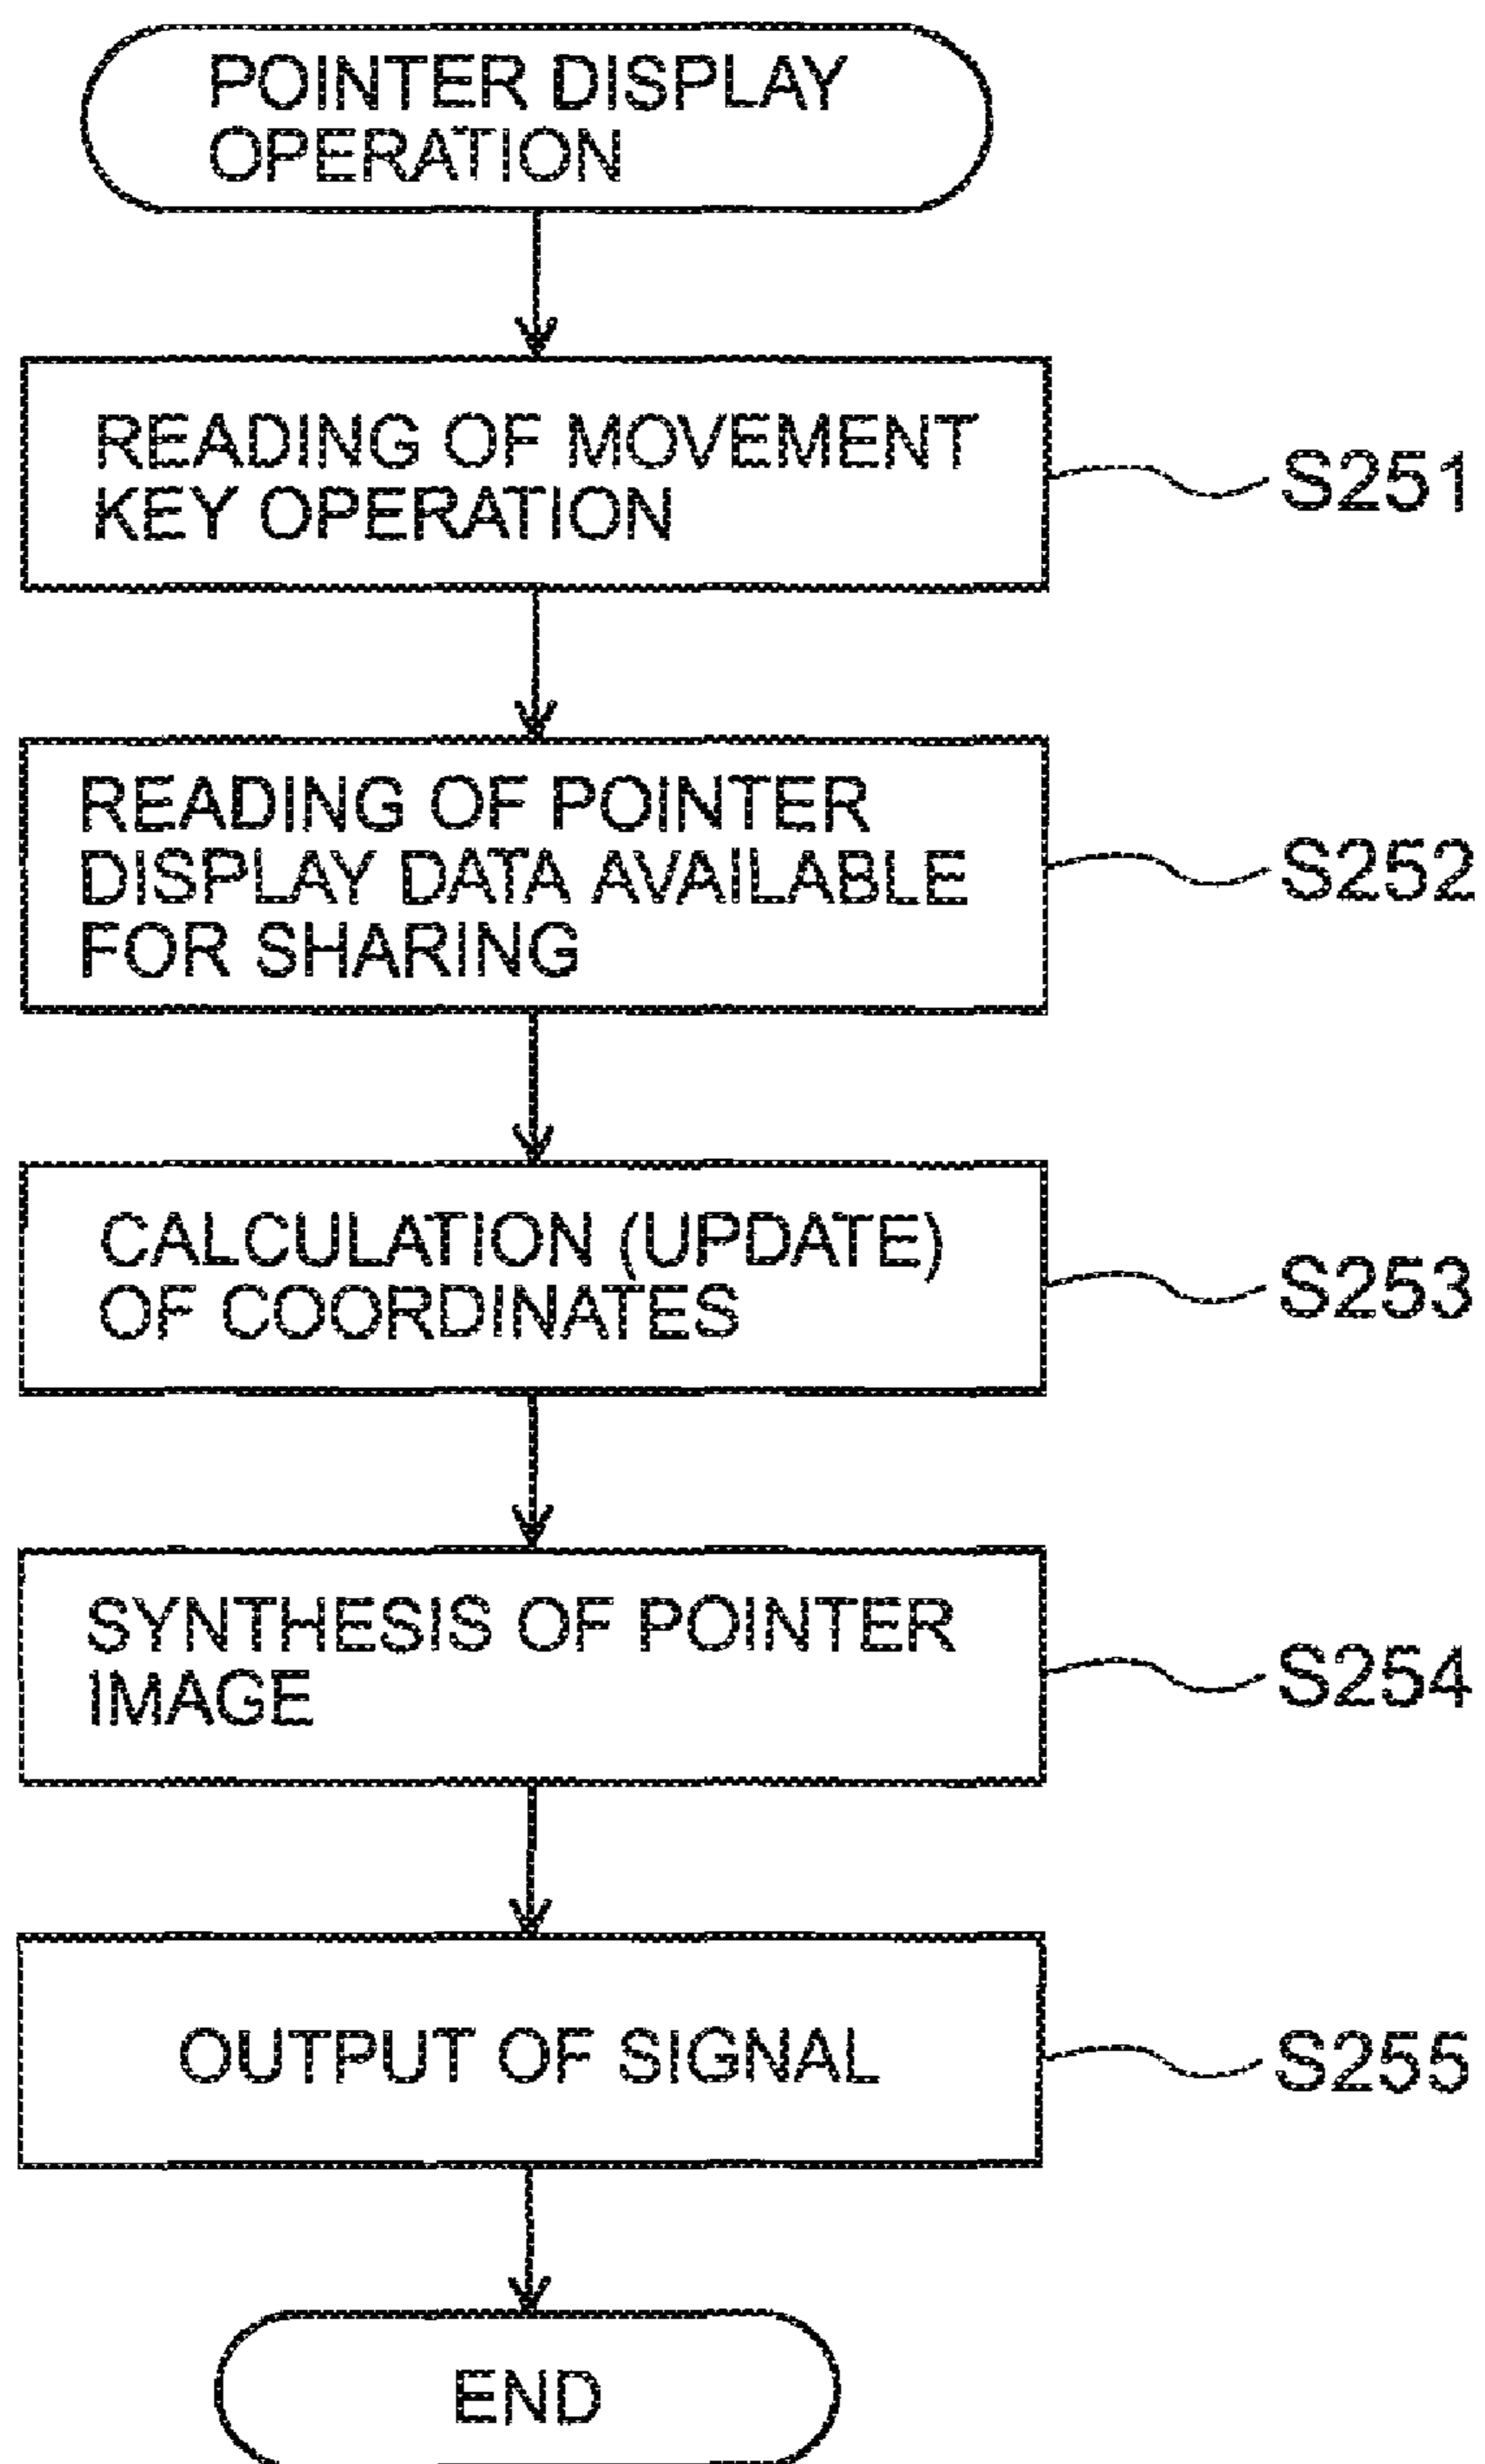 POINTER DISPLAY
OPERATION
READING OF MOVEMENT
KEY OPERATION
S251
READING OF POINTER
DISPLAY DATA AVAILABLE
FOR SHARING
S252
CALCULATION (UPDATE)
OF COORDINATES
S253
SYNTHESIS OF POINTER
IMAGE
S254
OUTPUT OF SIGNAL
S255
END